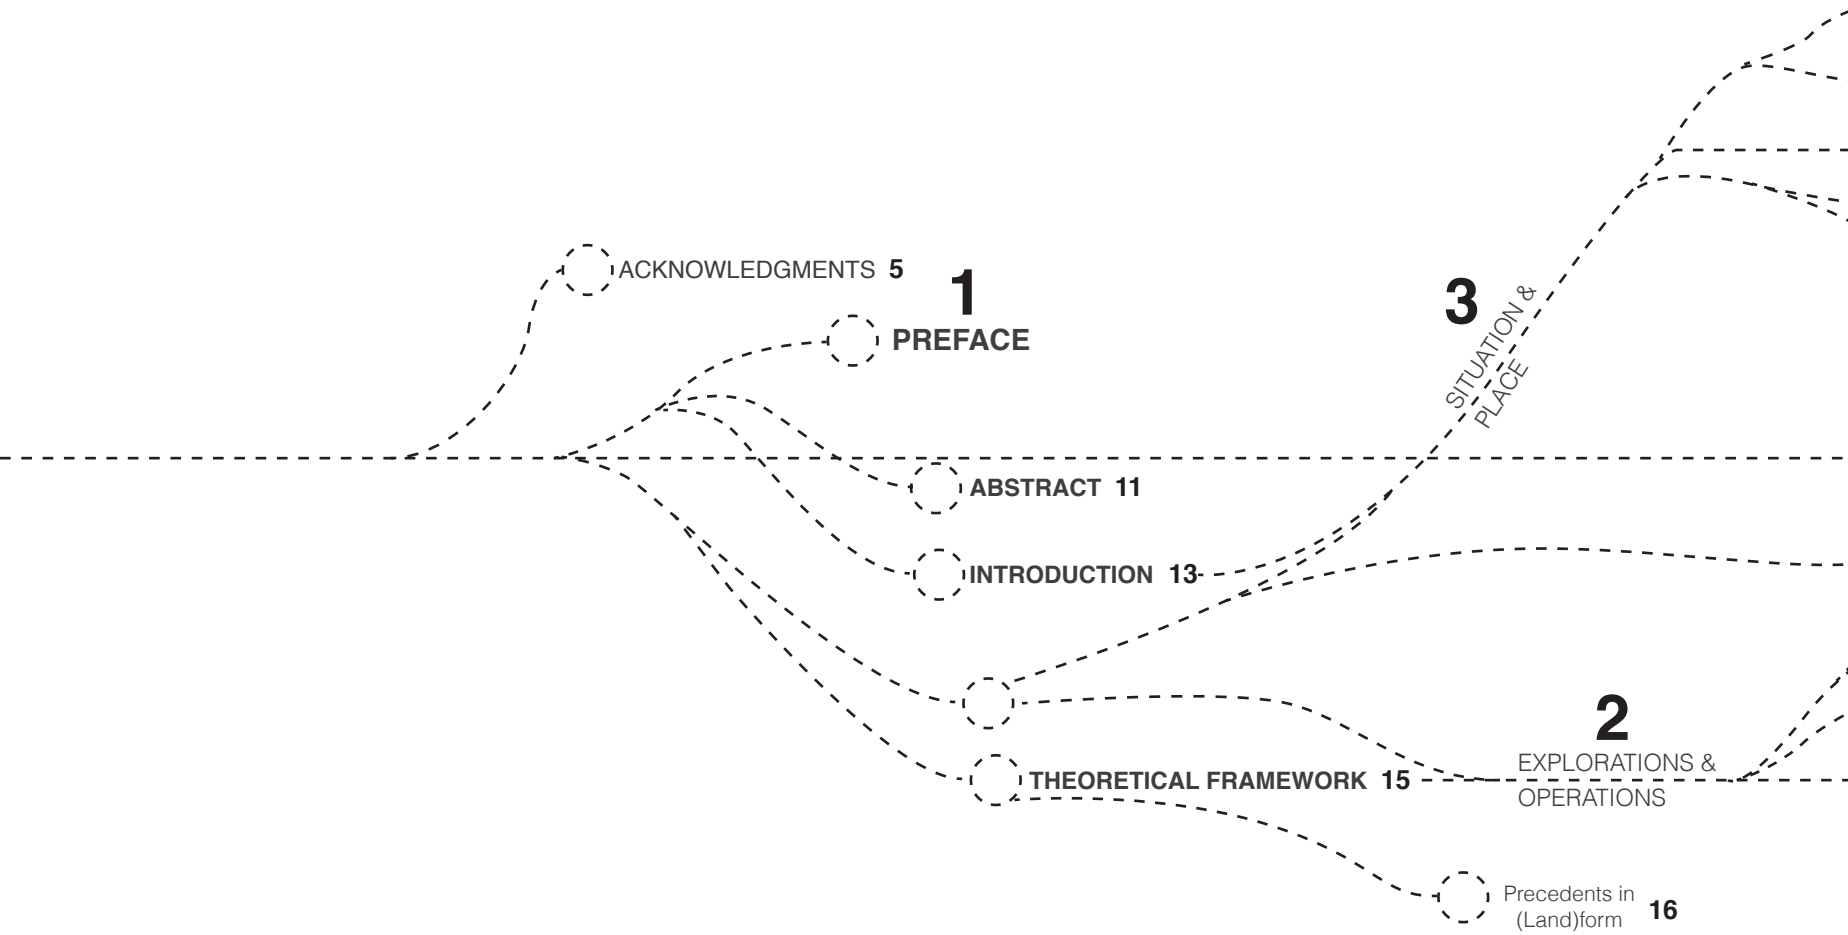 ACKNOWLEDGMENTS 5
1
PREFACE
3
SITUATION &
PLACE
ABSTRACT 11
INTRODUCTION 13
2
EXPLORATIONS &
OPERATIONS
THEORETICAL FRAMEWORK 15
Precedents in
(Land)form 16